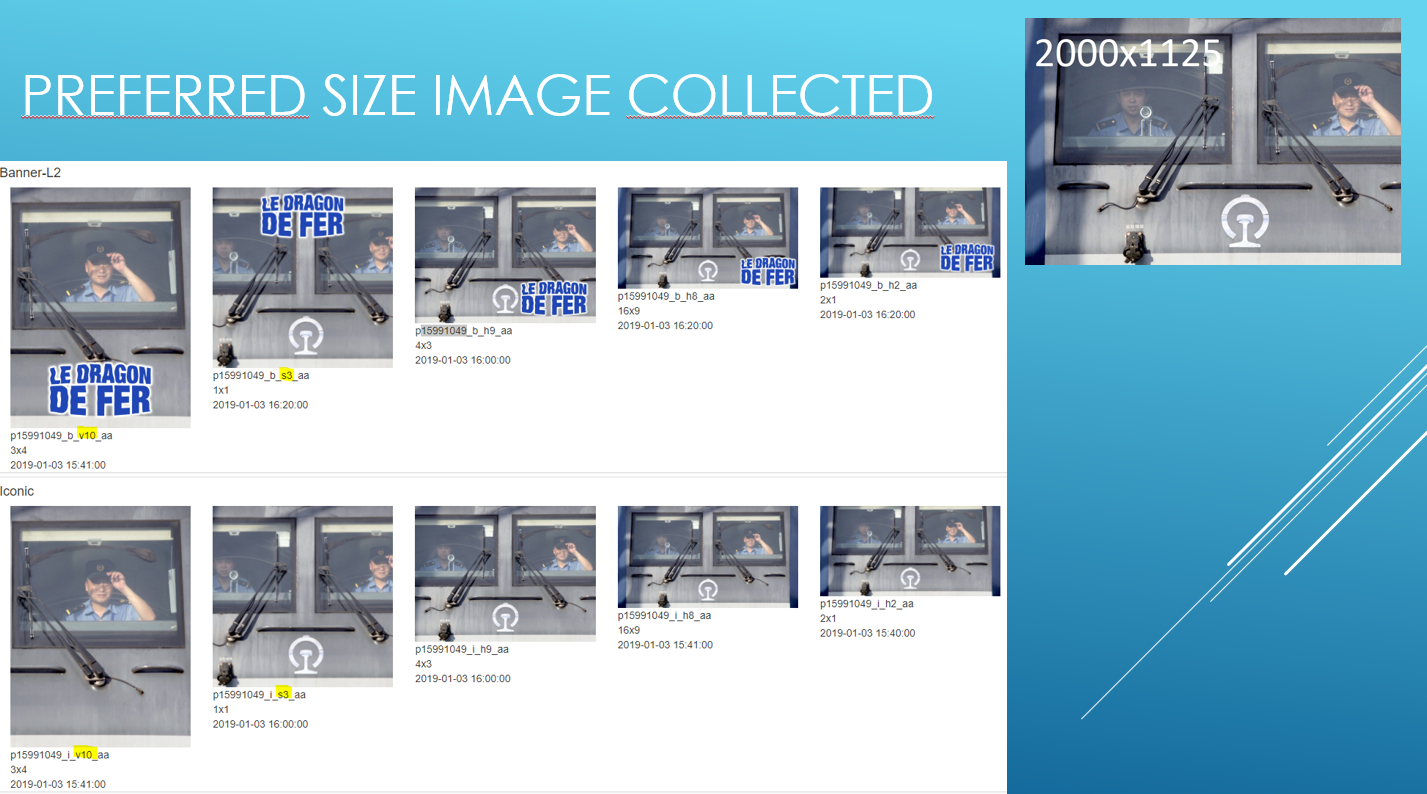 PREFERRED SIZE IMAGE COLLECTED
2000x1125
Banner-L2
LE DRAGON
DE FER
p15991049_b_v10_aa
3x4
2019-01-03 15:41:00
LE DRAGON
DE FER
p15991049_b_s3_aa
1x1
2019-01-03 16:20:00
LE DRAGON
DE FER
p15991049_b_h9_aa
4x3
2019-01-03 16:00:00
LE DRAGON
DE FER
p15991049_b_h8_aa
16x9
2019-01-03 16:20:00
LE DRAGON
DE FER
p15991049_b_h2_aa
2x1
2019-01-03 16:20:00
Iconic
p15991049_i_v10_aa
3x4
2019-01-03 15:41:00
p15991049_i_s3_aa
1x1
2019-01-03 16:00:00
p15991049_i_h9_aa
4x3
2019-01-03 16:00:00
p15991049_i_h8_aa
16x9
2019-01-03 15:41:00
p15991049_i_h2_aa
2x1
2019-01-03 15:40:00